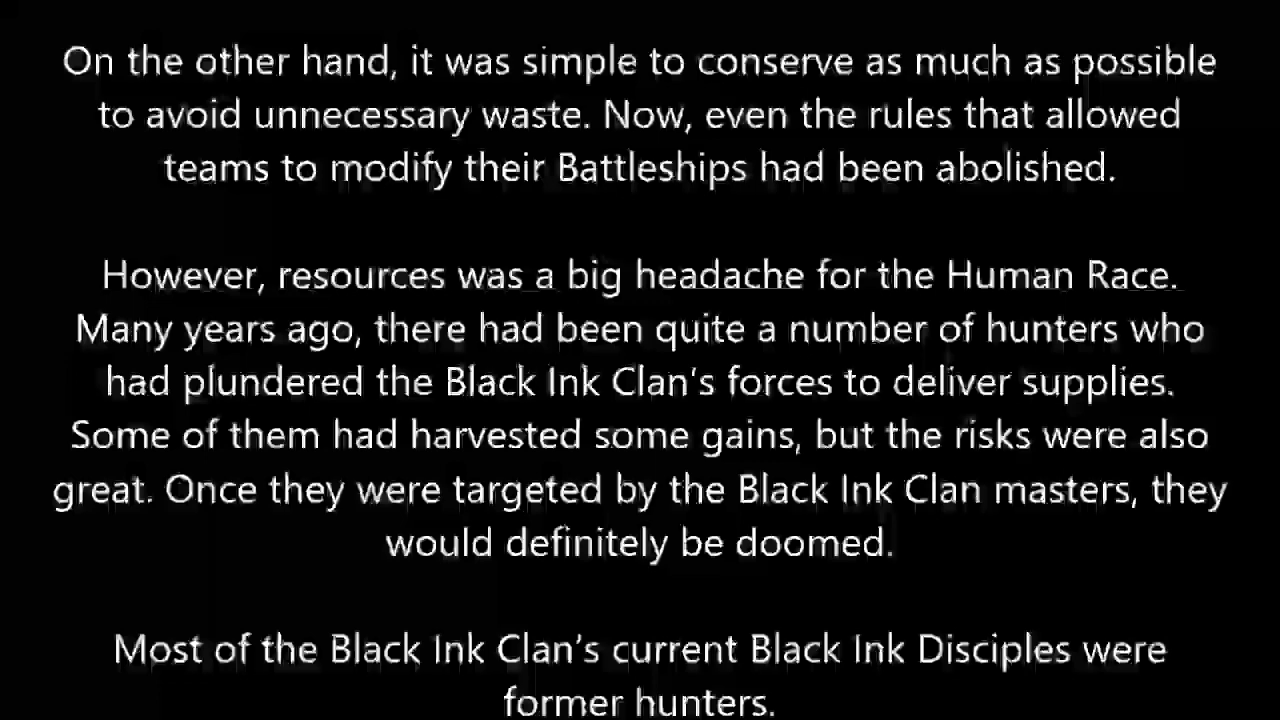 On the other hand, it was simple to conserve as much as possible
to avoid unnecessary waste. Now, even the rules that allowed
teams to modify their Battleships had been abolished.
However, resources was a big headache for the Human Race.
Many years ago, there had been quite a number of hunters who
had plundered the Black Ink Clan’s forces to deliver supplies.
Some of them had harvested some gains, but the risks were also
great. Once they were targeted by the Black Ink Clan masters, they
would definitely be doomed.
Most of the Black Ink Clan’s current Black Ink Disciples were
former hunters.